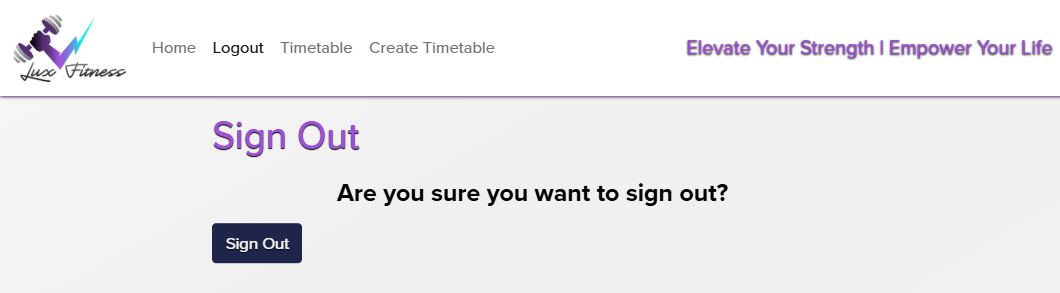 Lux Fitness
Home Logout Timetable Create Timetable
Elevate Your Strength | Empower Your Life
Sign Out
Are you sure you want to sign out?
Sign Out